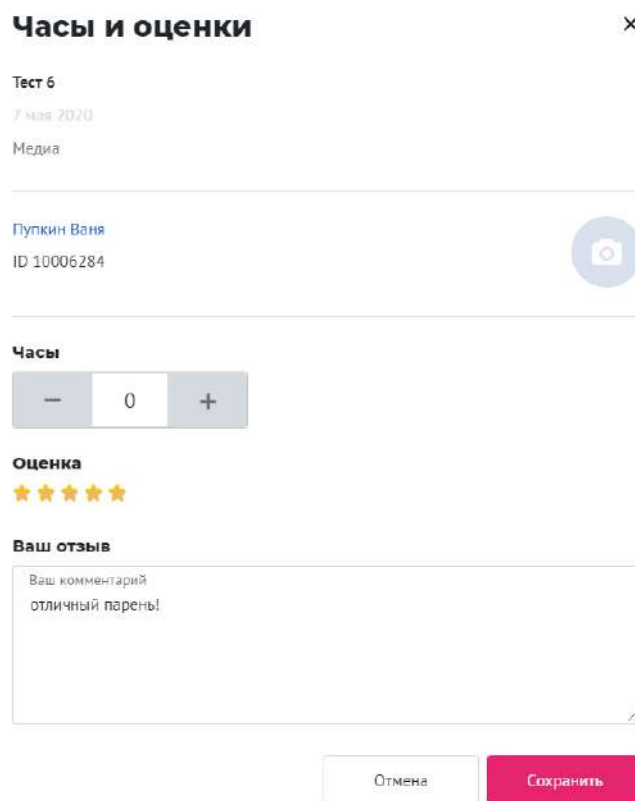 Часы и оценки
Тест 6
7 мая 2020
Медиа
Пупкин Ваня
ID 10006284
Часы
− 0 +
Оценка
Ваш отзыв
Ваш комментарий
отличный парень!
Отмена Сохранить